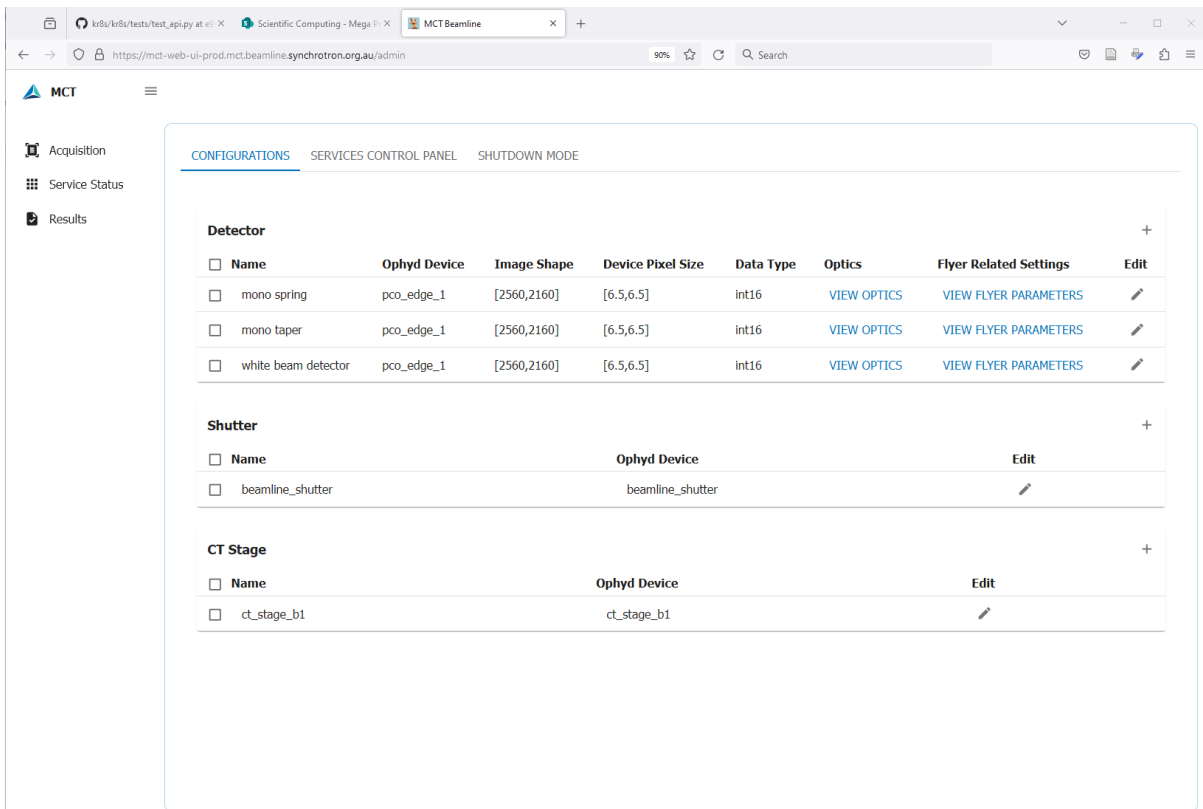 kr8s/kr8s/tests/test_api.py at e9
Scientific Computing - Mega P
MCT Beamline
https://mct-web-ui-prod.mct.beamline.synchrotron.org.au/admin
90%
Search
MCT
Acquisition
Service Status
Results
CONFIGURATIONS SERVICES CONTROL PANEL SHUTDOWN MODE
Detector
Name Ophyd Device Image Shape Device Pixel Size Data Type Optics Flyer Related Settings Edit
mono spring pco_edge_1 [2560,2160] [6.5,6.5] int16 VIEW OPTICS VIEW FLYER PARAMETERS
mono taper pco_edge_1 [2560,2160] [6.5,6.5] int16 VIEW OPTICS VIEW FLYER PARAMETERS
white beam detector pco_edge_1 [2560,2160] [6.5,6.5] int16 VIEW OPTICS VIEW FLYER PARAMETERS
Shutter
Name Ophyd Device Edit
beamline_shutter beamline_shutter
CT Stage
Name Ophyd Device Edit
ct_stage_b1 ct_stage_b1